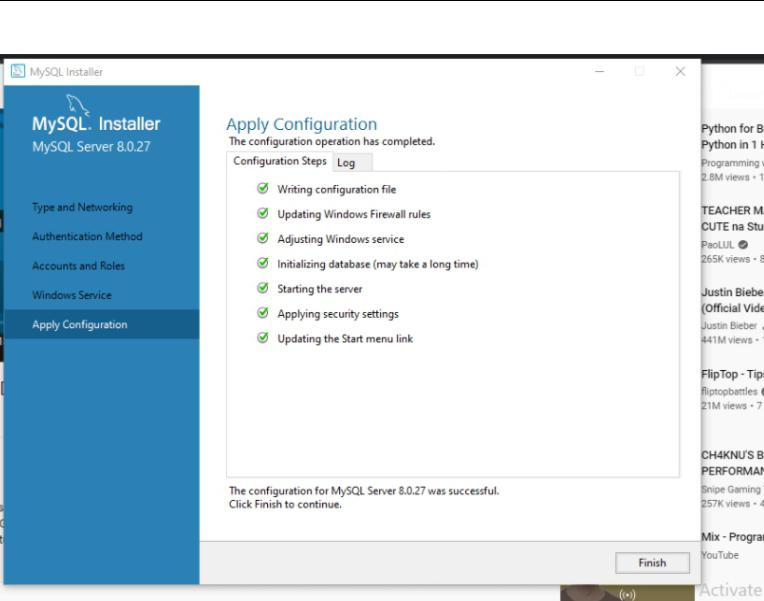 MySQL Installer
MySQL. Installer
MySQL Server 8.0.27
Type and Networking
Authentication Method
Accounts and Roles
Windows Service
Apply Configuration
Apply Configuration
The configuration operation has completed.
Configuration Steps Log
Writing configuration file
Updating Windows Firewall rules
Adjusting Windows service
Initializing database (may take a long time)
Starting the server
Applying security settings
Updating the Start menu link
The configuration for MySQL Server 8.0.27 was successful.
Click Finish to continue.
Finish
Python for B
Python in 1 H
Programming
2.8M views • 1
TEACHER M
CUTE na Stu
PaoLUL
265K views • 8
Justin Biebe
(Official Vide
Justin Bieber
441M views •
FlipTop - Tip
fliptopbattles
21M views • 7
CH4KNU'S B
PERFORMAN
Snipe Gaming
257K views • 4
Mix - Progra
YouTube
Activate